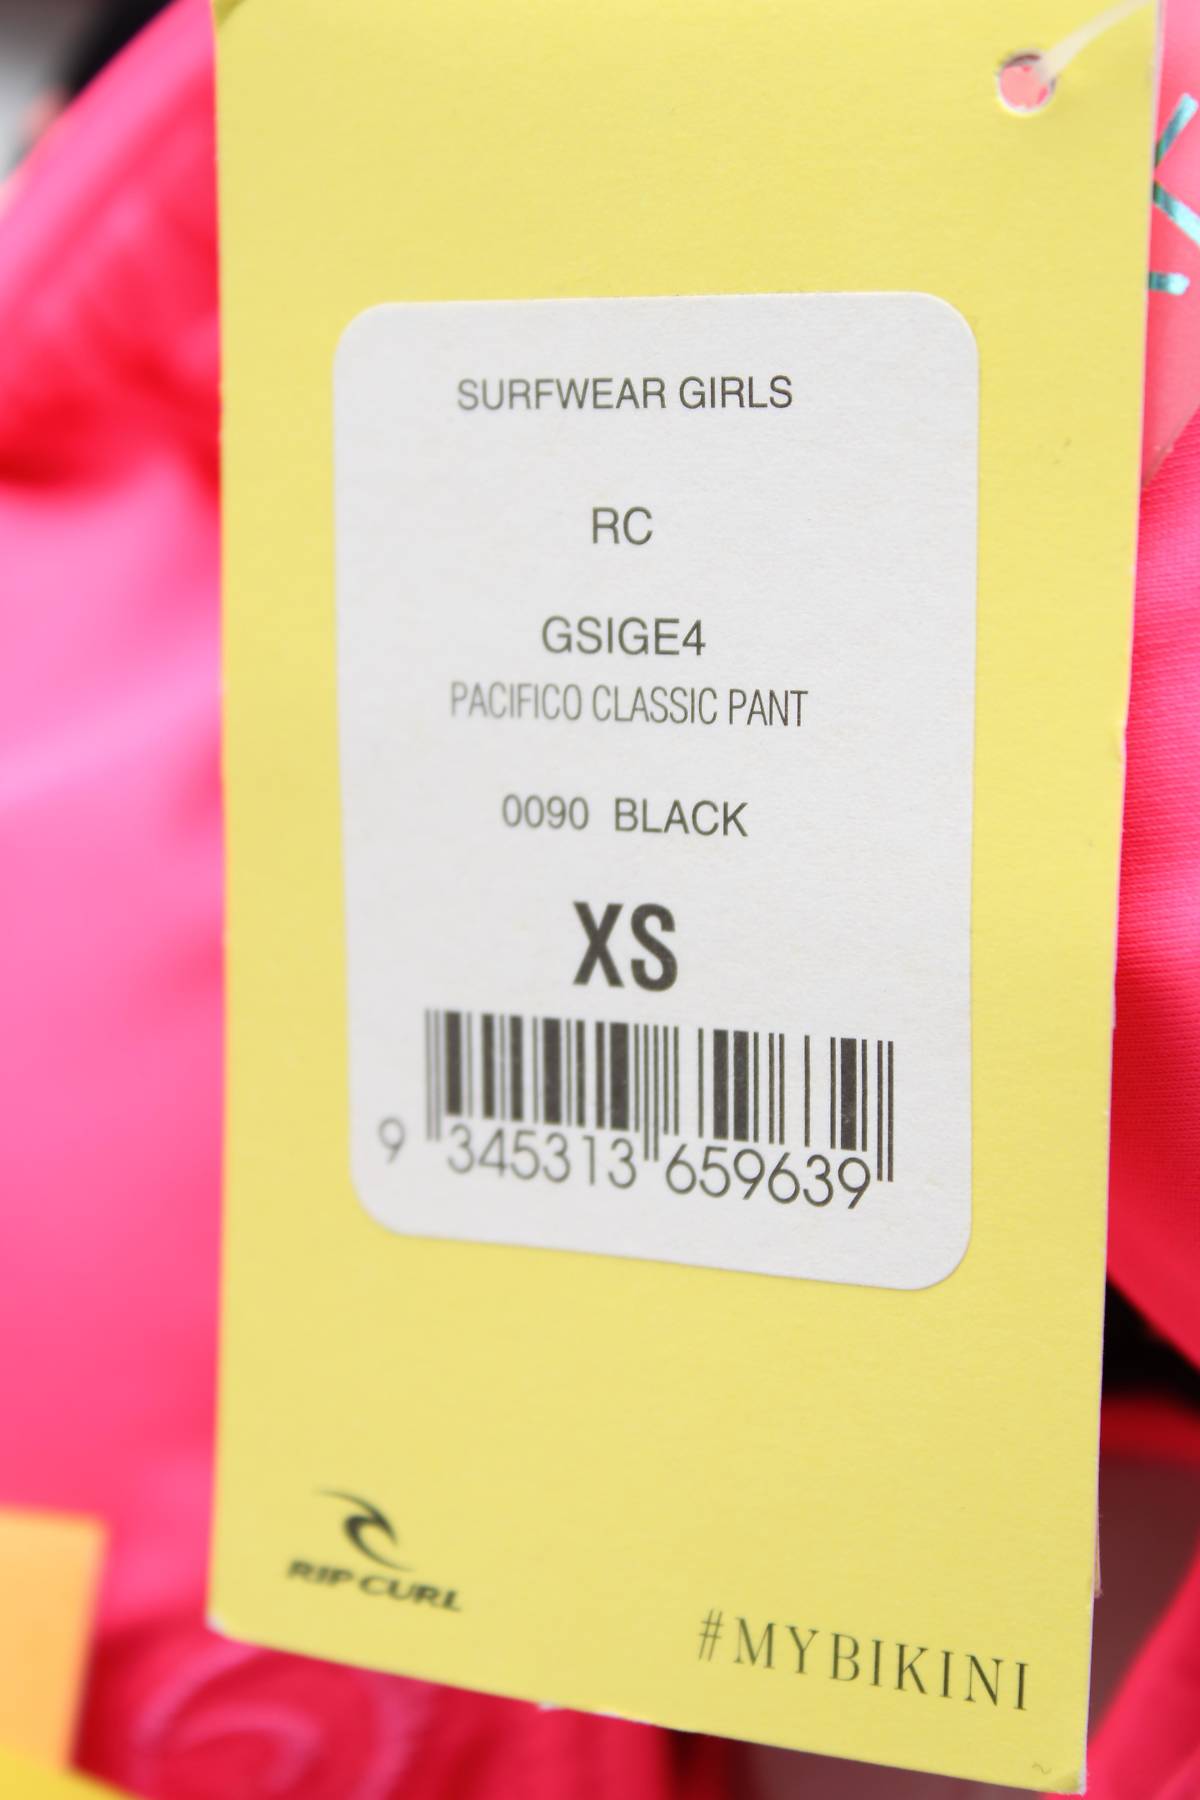 SURFWEAR GIRLS
RC
GSIGE4
PACIFICO CLASSIC PANT
0090 BLACK
XS
9 345313 659639
RIP CURL
#MYBIKINI